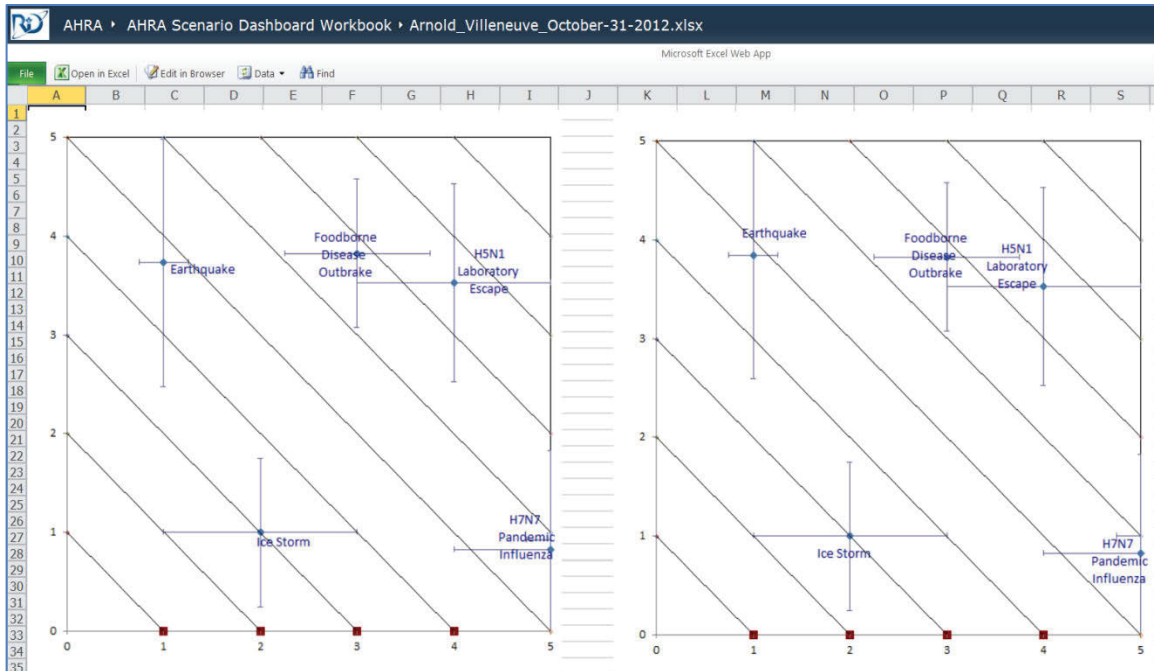 AHRA ▸ AHRA Scenario Dashboard Workbook ▸ Arnold_Villeneuve_October-31-2012.xlsx
Microsoft Excel Web App
File Open in Excel Edit in Browser Data Find
A B C D E F G H I J K L M N O P Q R S
1
2
3
4
5
6
7
8
9
10
11
12
13
14
15
16
17
18
19
20
21
22
23
24
25
26
27
28
29
30
31
32
33
34
35
5
4
3
2
1
0
0 1 2 3 4 5
Earthquake
Foodborne
Disease
Outbrake
H5N1
Laboratory
Escape
Ice Storm
H7N7
Pandemic
Influenza
5
4
3
2
1
0
0 1 2 3 4 5
Earthquake
Foodborne
Disease
Outbrake
H5N1
Laboratory
Escape
Ice Storm
H7N7
Pandemic
Influenza